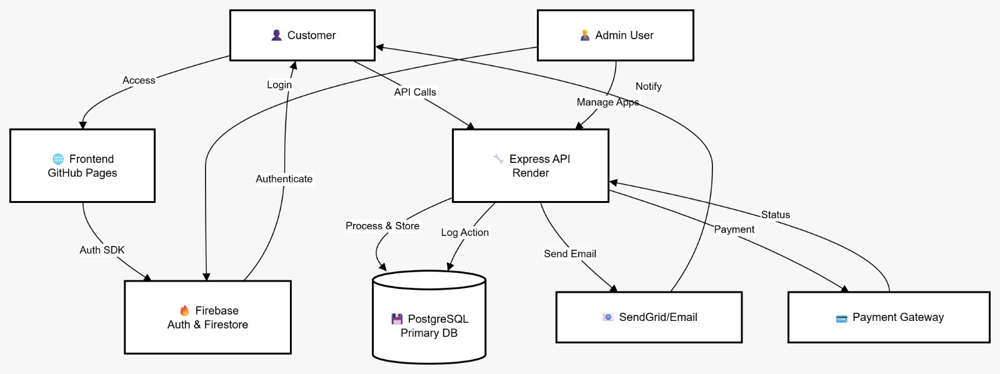 Customer
Admin User
Access
Login
API Calls
Notify
Manage Apps
Frontend
GitHub Pages
Express API
Render
Authenticate
Process & Store
Log Action
Status
Payment
Auth SDK
Send Email
Firebase
Auth & Firestore
PostgreSQL
Primary DB
SendGrid/Email
Payment Gateway